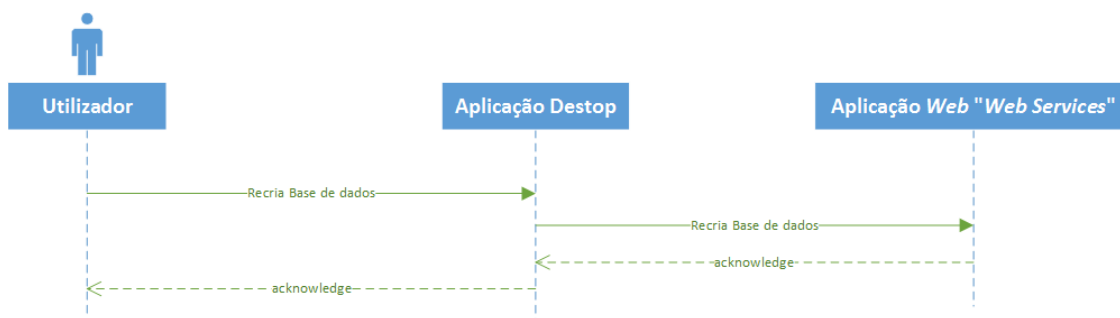 Utilizador
Aplicação Destop
Aplicação Web "Web Services"
Recria Base de dados
Recria Base de dados
acknowledge
acknowledge